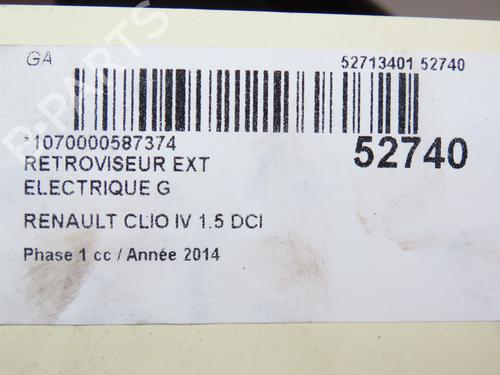 GA
52713401 52740
*1070000587374
52740
RETROVISEUR EXT
ELECTRIQUE G
RENAULT CLIO IV 1.5 DCI
Phase 1 cc / Année 2014
B-PARTS